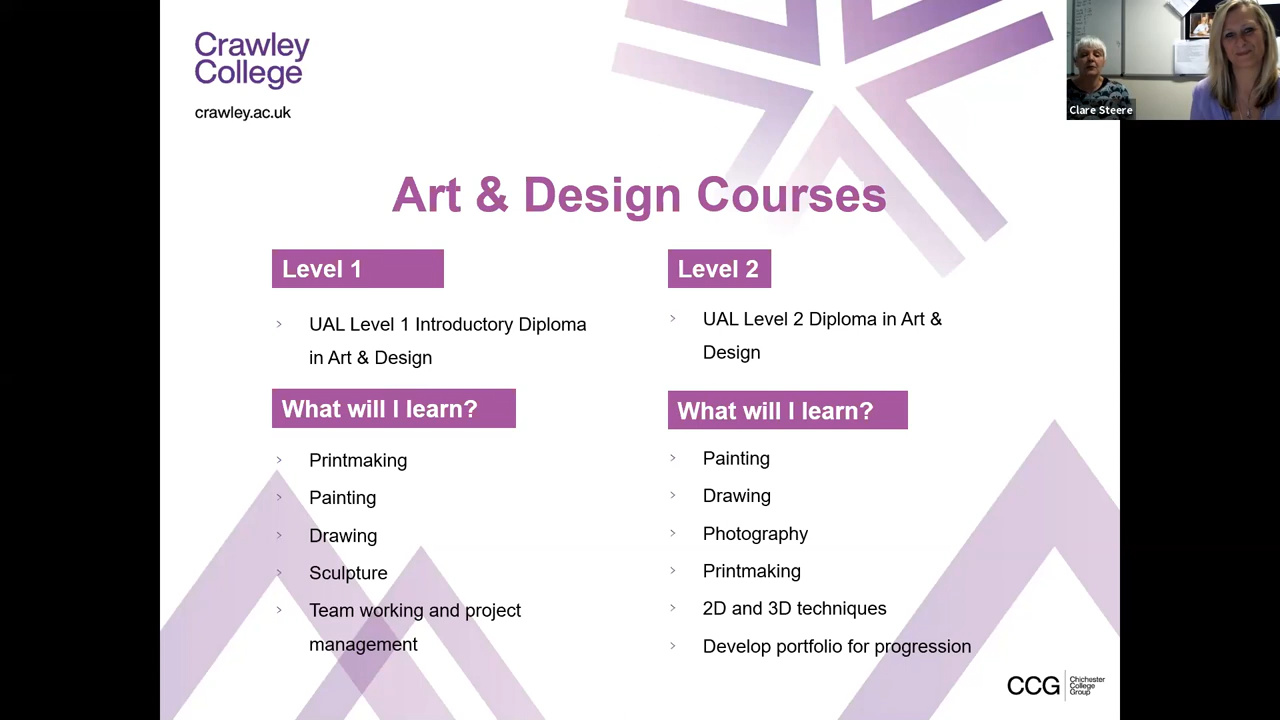 Crawley
College
crawley.ac.uk
Clare Steere
Art & Design Courses
Level 1
UAL Level 1 Introductory Diploma
in Art & Design
What will I learn?
Printmaking
Painting
Drawing
Sculpture
Team working and project
management
Level 2
UAL Level 2 Diploma in Art &
Design
What will I learn?
Painting
Drawing
Photography
Printmaking
2D and 3D techniques
Develop portfolio for progression
CCG
Chichester
College
Group